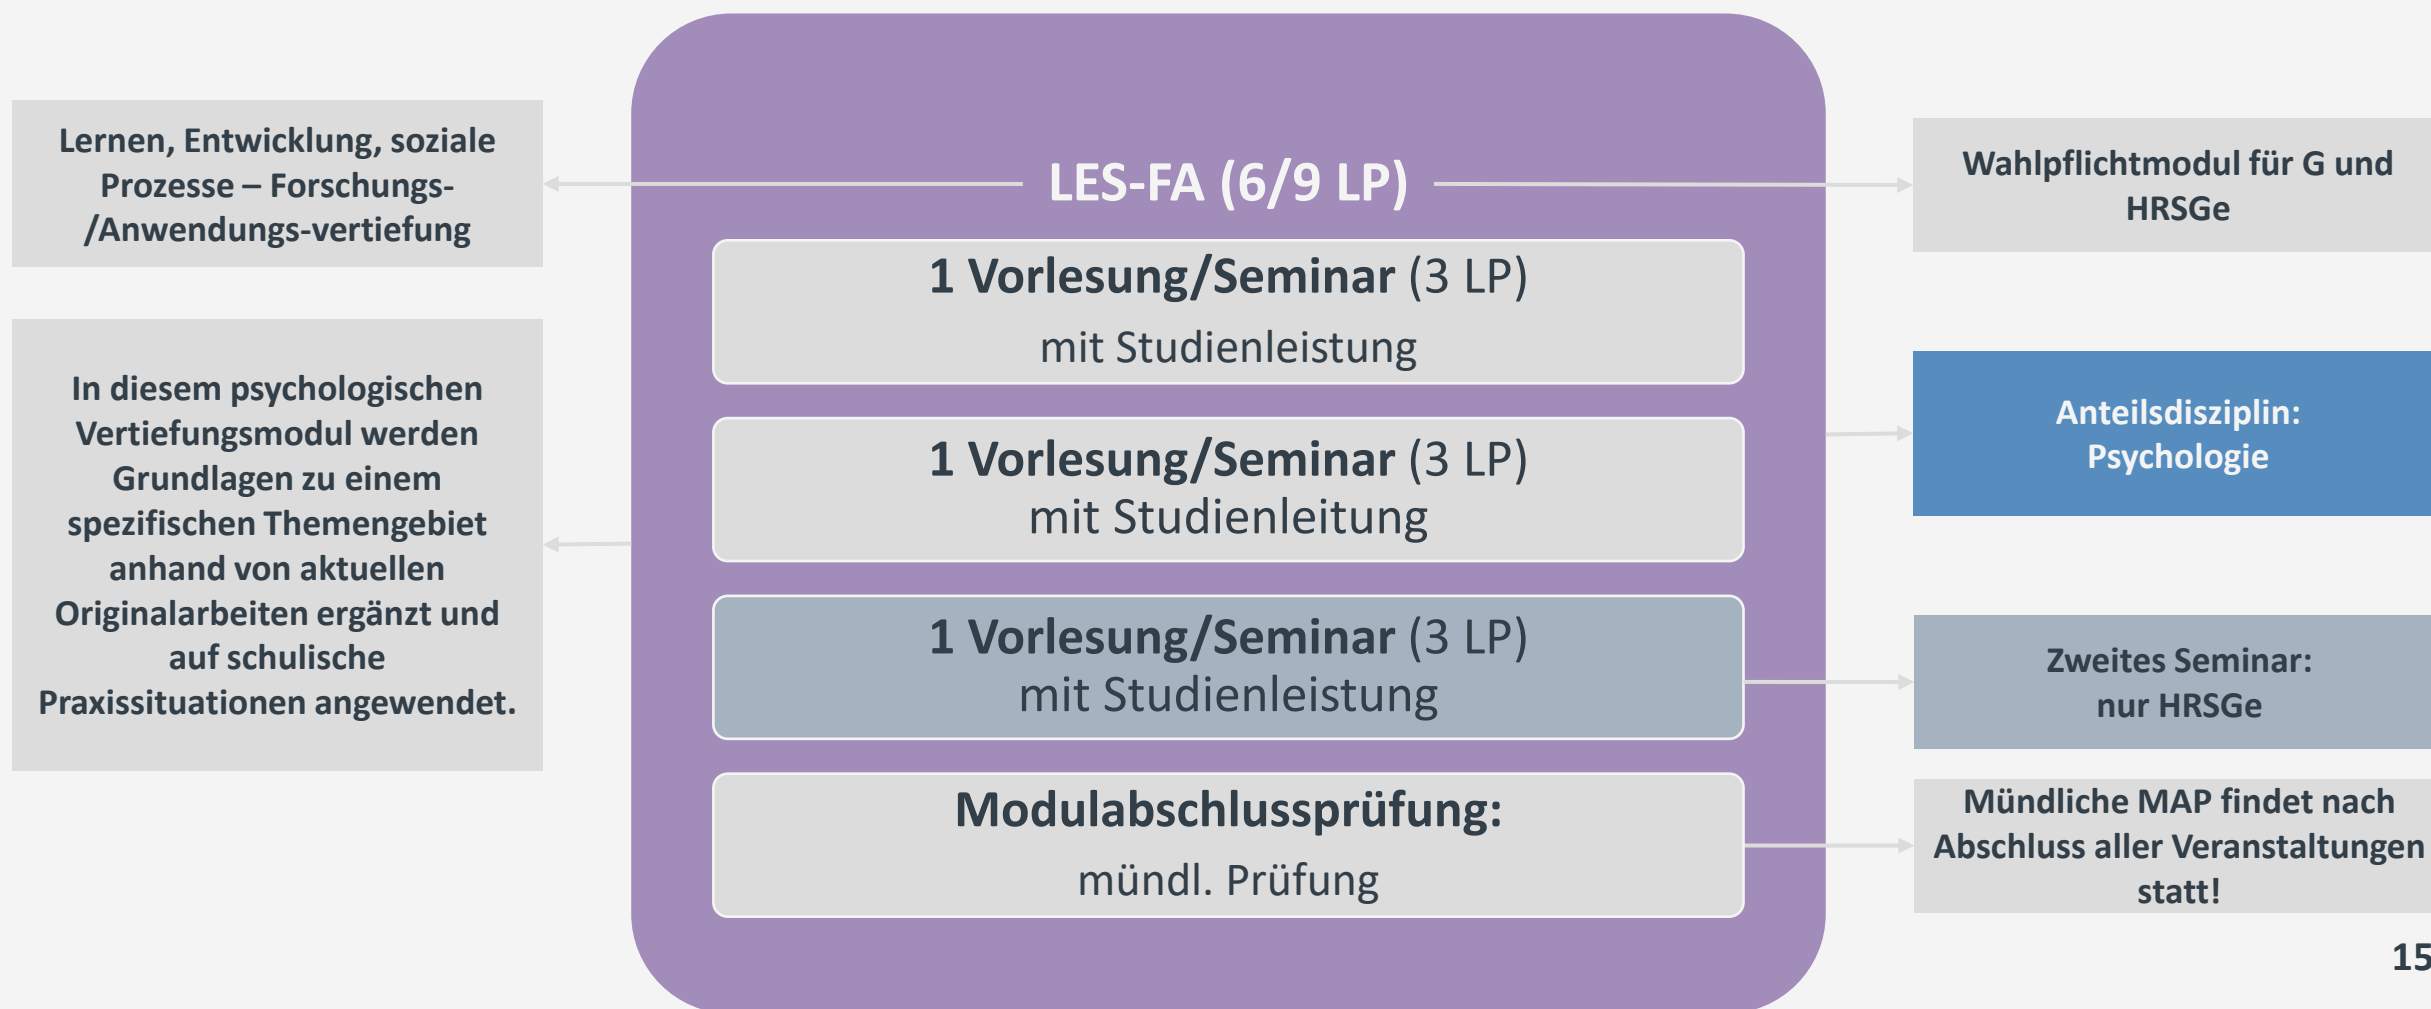 Lernen, Entwicklung, soziale
Prozesse – Forschungs-
/Anwendungs-vertiefung
In diesem psychologischen
Vertiefungsmodul werden
Grundlagen zu einem
spezifischen Themengebiet
anhand von aktuellen
Originalarbeiten ergänzt und
auf schulische
Praxissituationen angewendet.
LES-FA (6/9 LP)
1 Vorlesung/Seminar (3 LP)
mit Studienleistung
1 Vorlesung/Seminar (3 LP)
mit Studienleitung
1 Vorlesung/Seminar (3 LP)
mit Studienleistung
Modulabschlussprüfung:
mündl. Prüfung
Wahlpflichtmodul für G und
HRSGe
Anteilsdisziplin:
Psychologie
Zweites Seminar:
nur HRSGe
Mündliche MAP findet nach
Abschluss aller Veranstaltungen
statt!
15